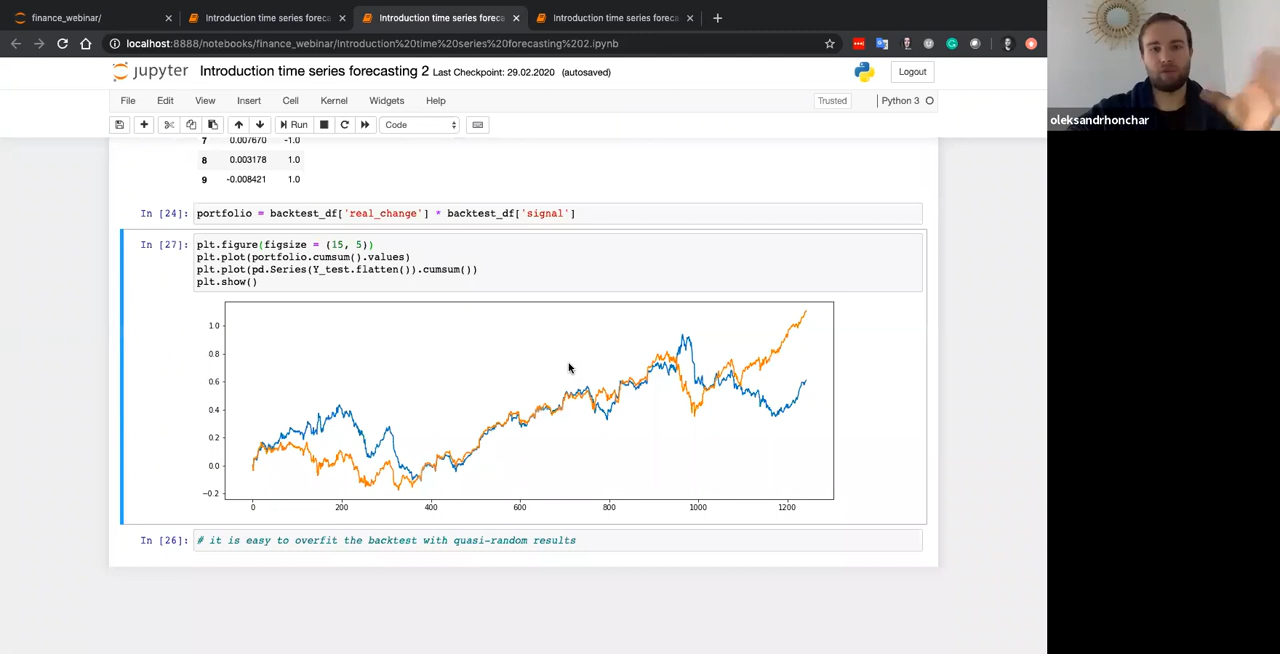 finance_webinar/
Introduction time series foreca
Introduction time series foreca
Introduction time series foreca
localhost:8888/notebooks/finance_webinar/Introduction%20time%20series%20forecasting%202.ipynb
jupyter Introduction time series forecasting 2 Last Checkpoint: 29.02.2020 (autosaved)
Logout
File Edit View Insert Cell Kernel Widgets Help
Trusted
Python 3
Run
Code
7 0.007670 -1.0
8 0.003178 1.0
9 -0.008421 1.0
In [24]: portfolio = backtest_df['real_change'] * backtest_df['signal']
In [27]: plt.figure(figsize = (15, 5))
plt.plot(portfolio.cumsum().values)
plt.plot(pd.Series(Y_test.flatten()).cumsum())
plt.show()
1.0
0.8
0.6
0.4
0.2
0.0
−0.2
0 200 400 600 800 1000 1200
In [26]: # it is easy to overfit the backtest with quasi-random results
oleksandrhonchar